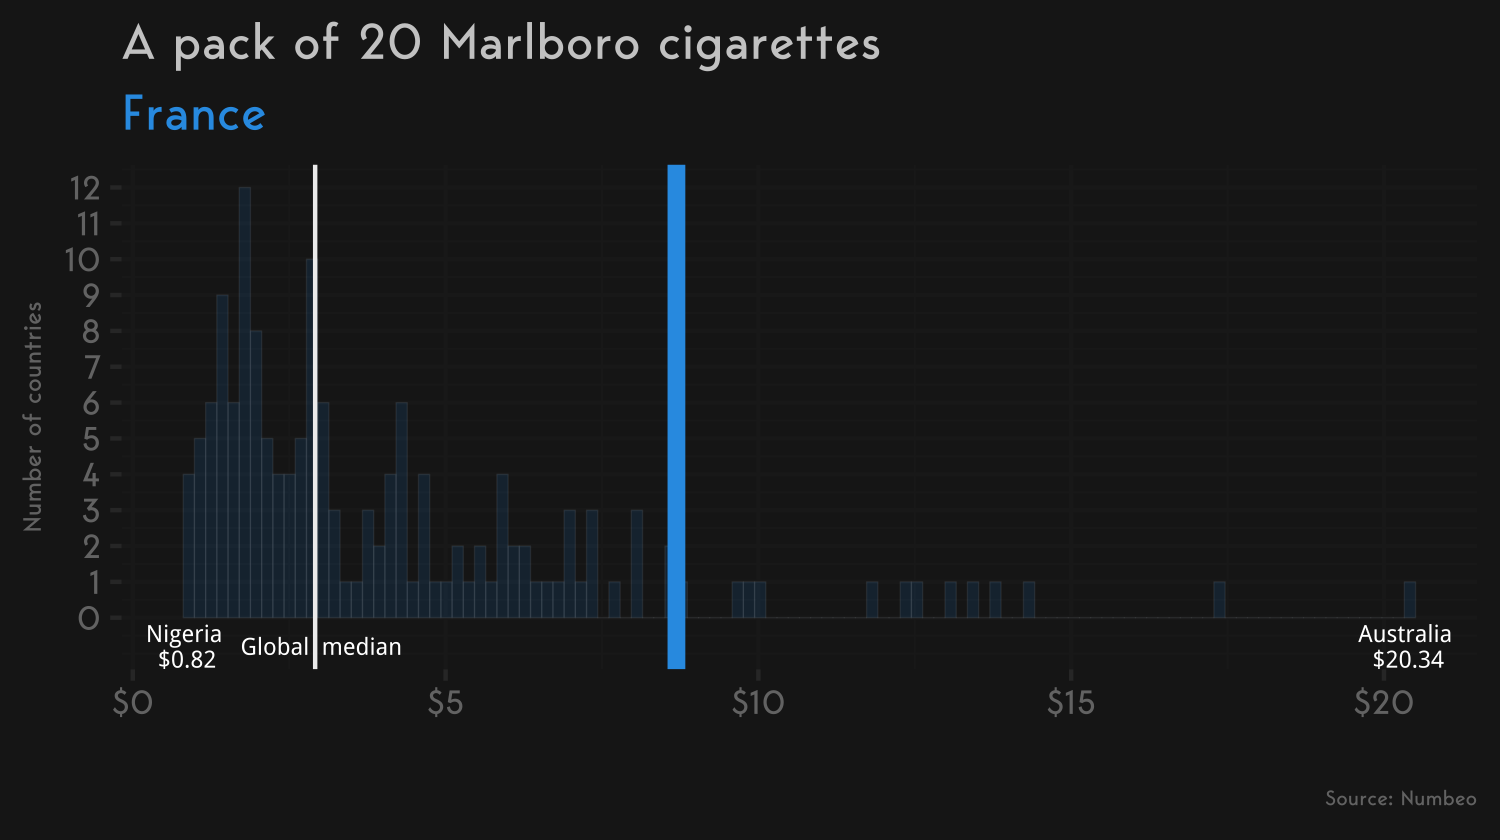 A pack of 20 Marlboro cigarettes
France
Number of countries
12
11
10
9
8
7
6
5
4
3
2
1
0
Nigeria
$0.82
Global median
Australia
$20.34
$0 $5 $10 $15 $20
Source: Numbeo